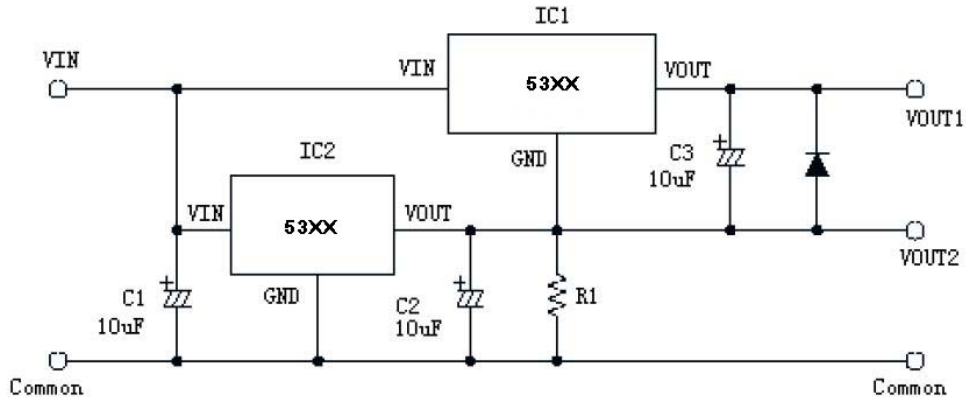 IC1
VIN
VIN
53XX
VOUT
VOUT1
GND
C3
10uF
IC2
VIN
53XX
VOUT
VOUT2
GND
C1
10uF
C2
10uF
R1
Common
Common